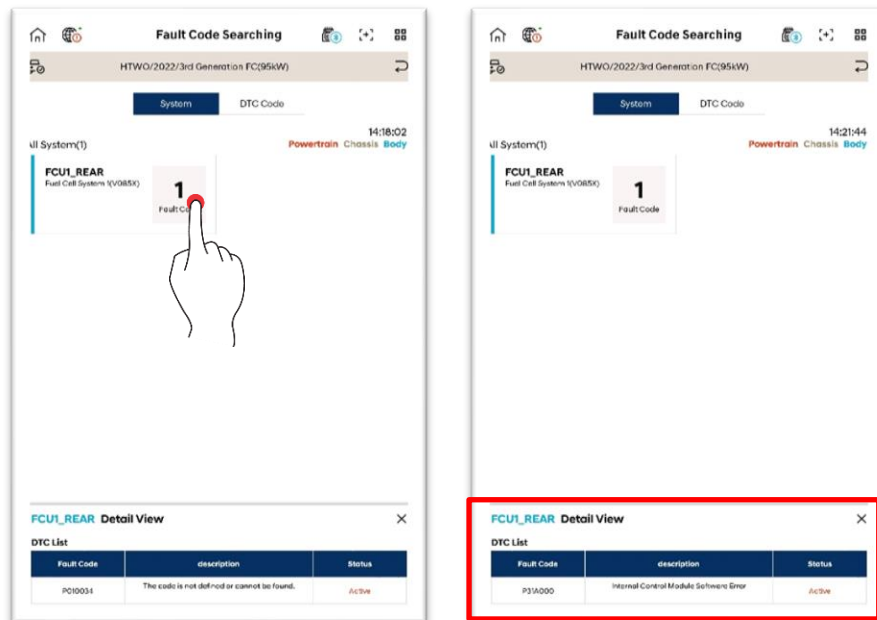 Fault Code Searching
HTWO/2022/3rd Generation FC(95kW)
System DTC Code
14:18:02
All System(1) Powertrain Chassis Body
FCU1_REAR
Fuel Cell System 1(V085X)
1
Fault Co
FCU1_REAR Detail View
DTC List
Fault Code description Status
P010034 The code is not defined or cannot be found. Active
Fault Code Searching
HTWO/2022/3rd Generation FC(95kW)
System DTC Code
14:21:44
All System(1) Powertrain Chassis Body
FCU1_REAR
Fuel Cell System 1(V085X)
1
Fault Code
FCU1_REAR Detail View
DTC List
Fault Code description Status
P31A000 Internal Control Module Software Error Active